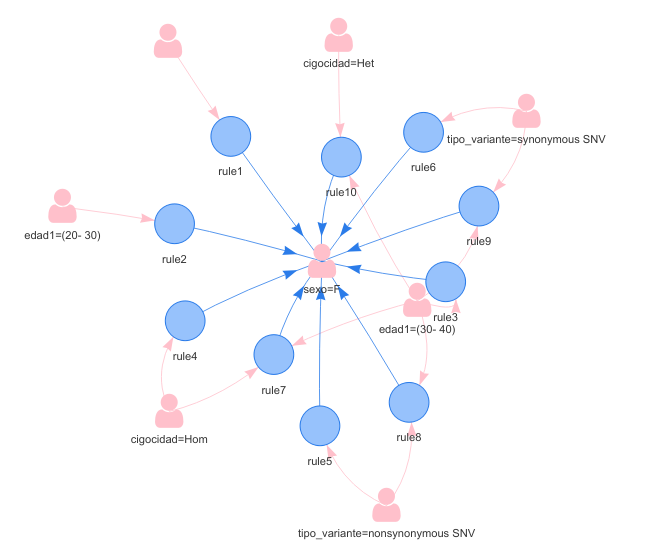 cigocidad=Het
tipo_variante=synonymous SNV
rule1
rule10
rule6
edad1=(20- 30)
rule2
rule9
sexo=F
rule3
edad1=(30- 40)
rule4
rule7
cigocidad=Hom
rule8
rule5
tipo_variante=nonsynonymous SNV